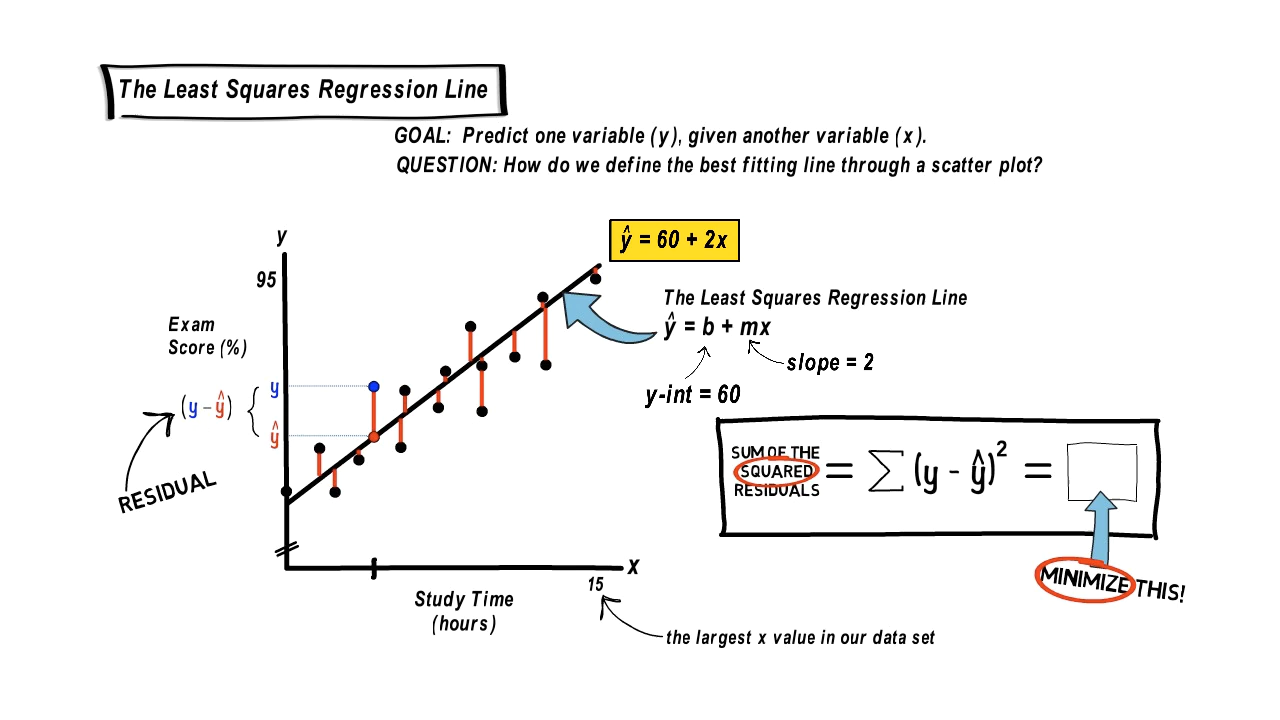 The Least Squares Regression Line
GOAL: Predict one variable (y), given another variable (x).
QUESTION: How do we define the best fitting line through a scatter plot?
y
ŷ = 60 + 2x
95
The Least Squares Regression Line
ŷ = b + mx
Exam
Score (%)
slope = 2
y-int = 60
y
(y - ŷ)
ŷ
RESIDUAL
SUM OF THE
SQUARED
RESIDUALS
= ∑ (y - ŷ)² =
MINIMIZE THIS!
x
15
Study Time
(hours)
the largest x value in our data set